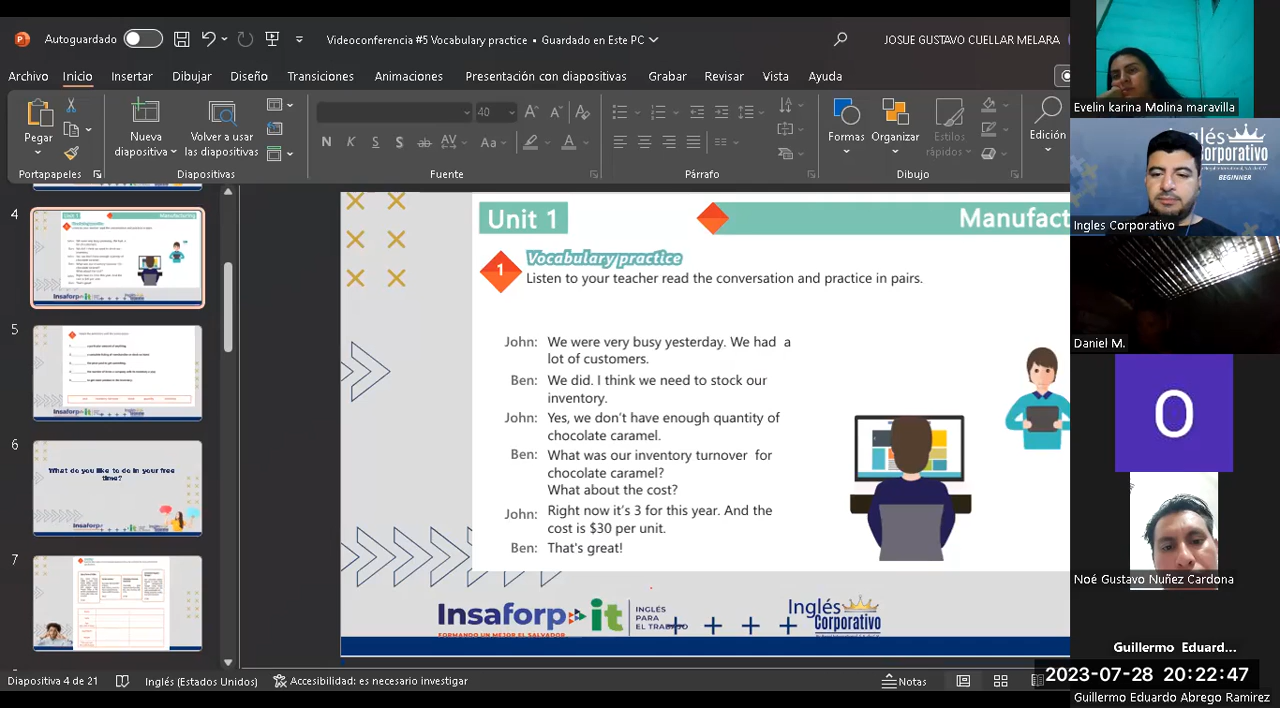 Autoguardado
Videoconferencia #5 Vocabulary practice • Guardado en Este PC
JOSUE GUSTAVO CUELLAR MELARA
Archivo Inicio Insertar Dibujar Diseño Transiciones Animaciones Presentación con diapositivas Grabar Revisar Vista Ayuda
Pegar
Nueva diapositiva
Volver a usar las diapositivas
40
N K S S ab AV Aa A
Formas Organizar Estilos rápidos Edición
Portapapeles Diapositivas Fuente Párrafo Dibujo
4
5
6
What do you like to do in your free time?
7
Unit 1
Manufact
1
Vocabulary practice
Listen to your teacher read the conversation and practice in pairs.
John: We were very busy yesterday. We had a
lot of customers.
Ben: We did. I think we need to stock our
inventory.
John: Yes, we don't have enough quantity of
chocolate caramel.
Ben: What was our inventory turnover for
chocolate caramel?
What about the cost?
John: Right now it's 3 for this year. And the
cost is $30 per unit.
Ben: That's great!
Insaforp it
FORMANDO UN MEJOR EL SALVADOR
INGLÉS
PARA
EL TRABAJO
Inglés
Corporativo
Diapositiva 4 de 21
Inglés (Estados Unidos)
Accesibilidad: es necesario investigar
Notas
Evelin karina Molina maravilla
Inglés
Corporativo
BEGINNER
Ingles Corporativo
Daniel M.
O
Noé Gustavo Nuñez Cardona
Guillermo Eduard...
2023-07-28 20:22:47
Guillermo Eduardo Abrego Ramirez